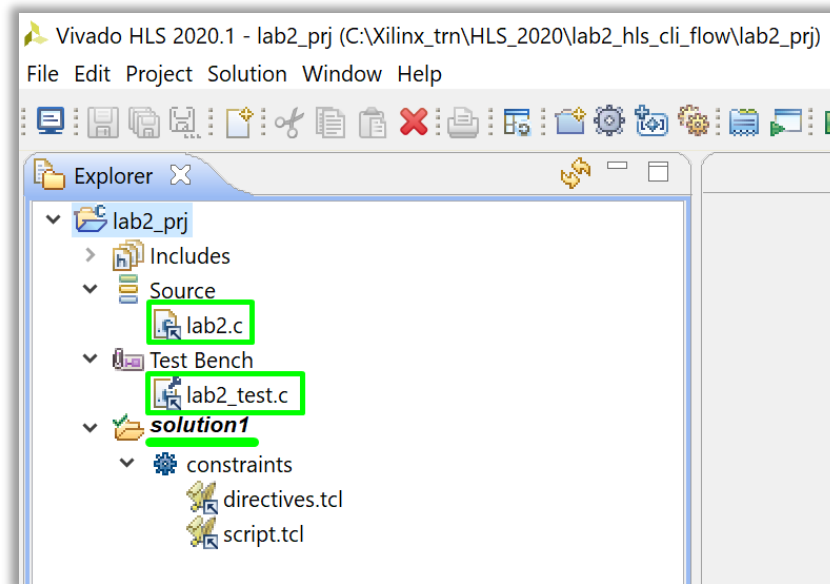 Vivado HLS 2020.1 - lab2_prj (C:\Xilinx_trn\HLS_2020\lab2_hls_cli_flow\lab2_prj)
File Edit Project Solution Window Help
Explorer
lab2_prj
Includes
Source
lab2.c
Test Bench
lab2_test.c
solution1
constraints
directives.tcl
script.tcl